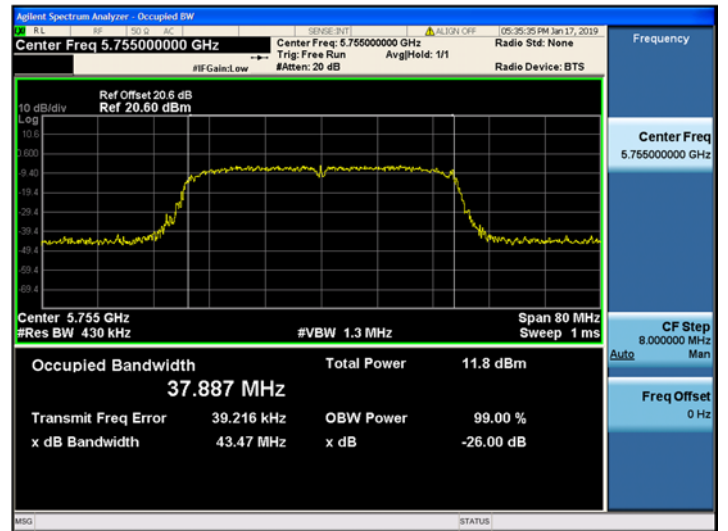 Agilent Spectrum Analyzer - Occupied BW
RL RF 50 Ω AC SENSE:INT ALIGN OFF 05:35:35 PM Jan 17, 2019
Center Freq 5.755000000 GHz
Center Freq: 5.755000000 GHz Radio Std: None
Trig: Free Run Avg|Hold: 1/1
#IFGain:Low #Atten: 20 dB Radio Device: BTS
Ref Offset 20.6 dB
10 dB/div Ref 20.60 dBm
Log
10.6
0.600
-9.40
-19.4
-29.4
-39.4
-49.4
-59.4
-69.4
Center 5.755 GHz Span 80 MHz
#Res BW 430 kHz #VBW 1.3 MHz Sweep 1 ms
Occupied Bandwidth Total Power 11.8 dBm
37.887 MHz
Transmit Freq Error 39.216 kHz OBW Power 99.00 %
x dB Bandwidth 43.47 MHz x dB -26.00 dB
Frequency
Center Freq
5.755000000 GHz
CF Step
8.000000 MHz
Auto Man
Freq Offset
0 Hz
MSG STATUS